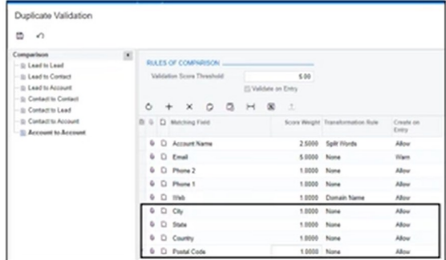 Duplicate Validation
Comparison
Lead to Lead
Lead to Contact
Lead to Account
Contact to Contact
Contact to Lead
Contact to Account
Account to Account
RULES OF COMPARISON
Validation Score Threshold: 5.00
Validate on Entry
Matching Field Score Weight Transformation Rule Create on Entry
Account Name 2.5000 Split Words Allow
Email 5.0000 None Warn
Phone 2 1.0000 None Allow
Phone 1 1.0000 None Allow
Web 1.0000 Domain Name Allow
City 1.0000 None Allow
State 1.0000 None Allow
Country 1.0000 None Allow
Postal Code 1.0000 None Allow